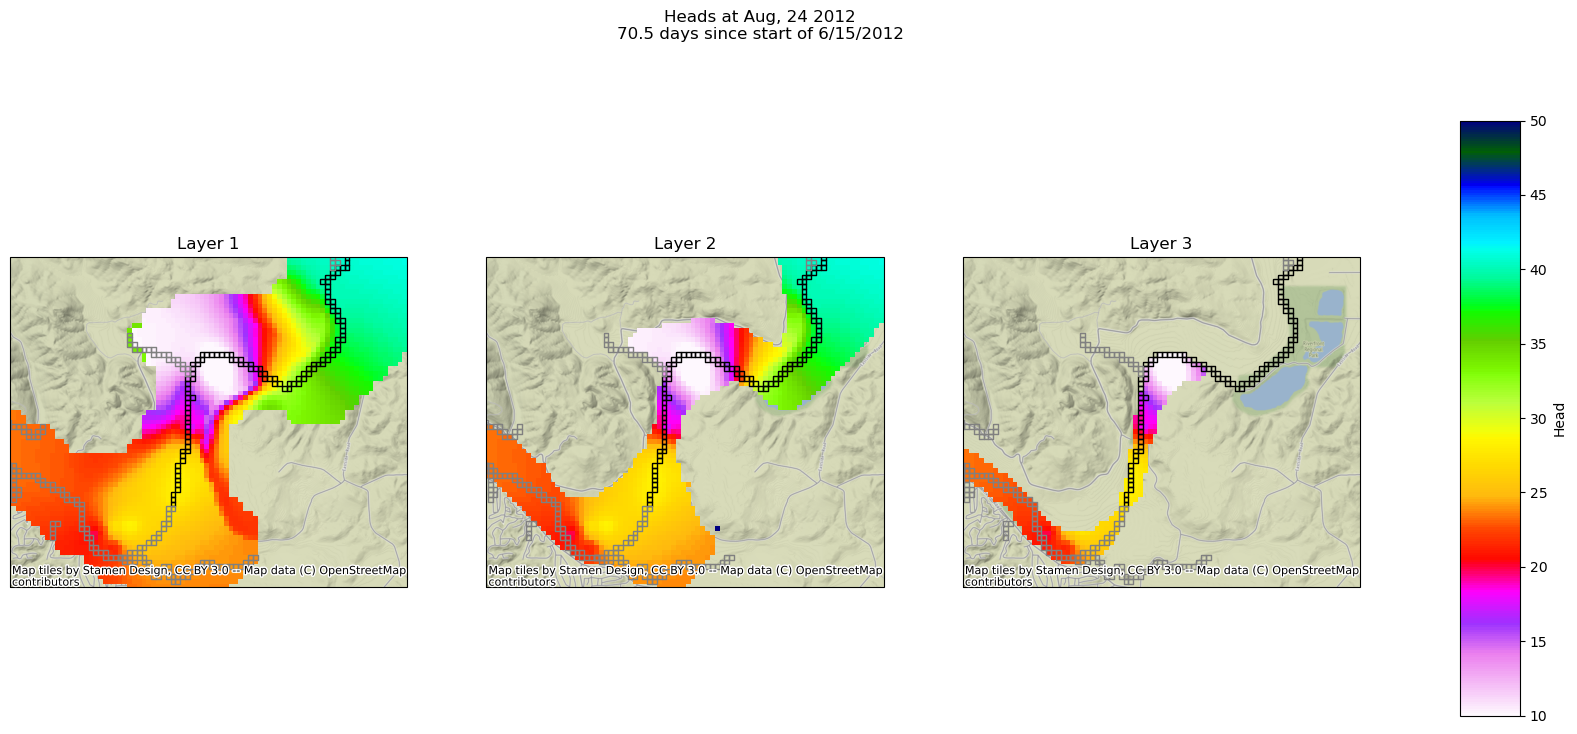 Heads at Aug, 24 2012
70.5 days since start of 6/15/2012
Layer 1
Layer 2
Layer 3
Map tiles by Stamen Design, CC BY 3.0 -- Map data (C) OpenStreetMap
contributors
Map tiles by Stamen Design, CC BY 3.0 -- Map data (C) OpenStreetMap
contributors
Map tiles by Stamen Design, CC BY 3.0 -- Map data (C) OpenStreetMap
contributors
50
45
40
35
30
25
20
15
10
Head